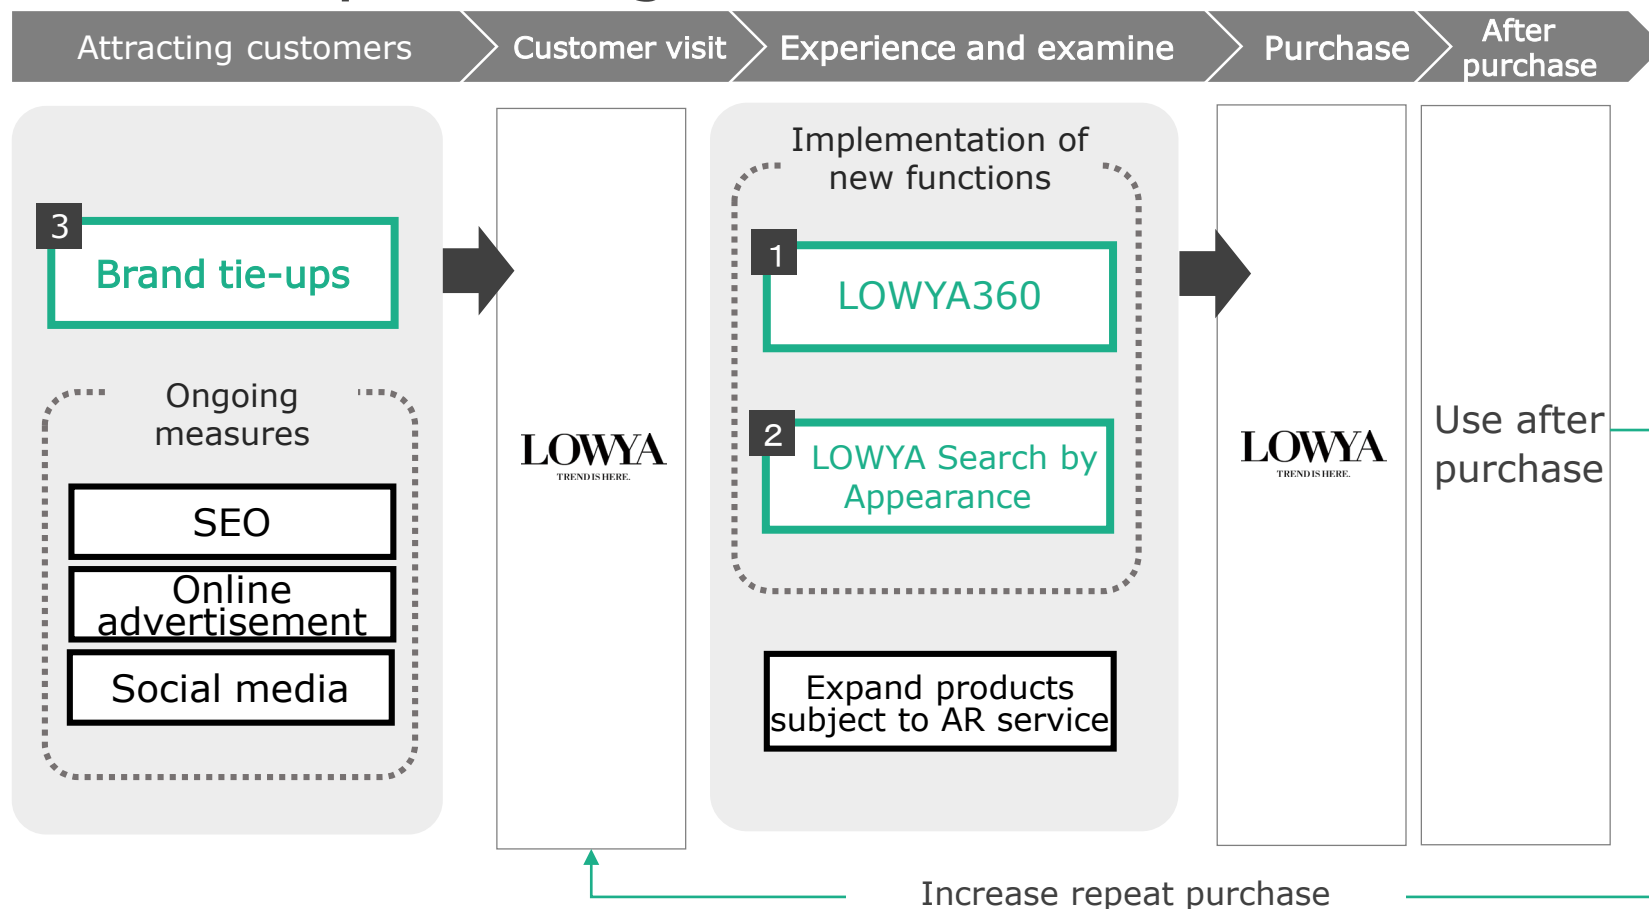 Attracting customers
Customer visit
Experience and examine
Purchase
After
purchase
3
Brand tie-ups
Ongoing
measures
SEO
Online
advertisement
Social media
LOWYA
TREND IS HERE.
Implementation of
new functions
1
LOWYA360
2
LOWYA Search by
Appearance
Expand products
subject to AR service
LOWYA
TREND IS HERE.
Use after
purchase
Increase repeat purchase